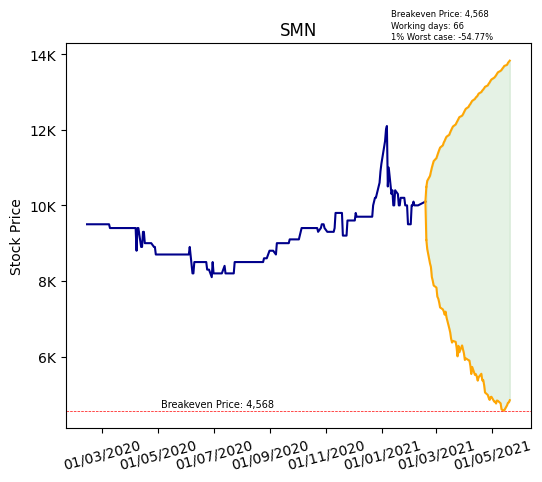 Breakeven Price: 4,568
Working days: 66
1% Worst case: -54.77%
SMN
Stock Price
14K
12K
10K
8K
6K
Breakeven Price: 4,568
01/03/2020
01/05/2020
01/07/2020
01/09/2020
01/11/2020
01/01/2021
01/03/2021
01/05/2021